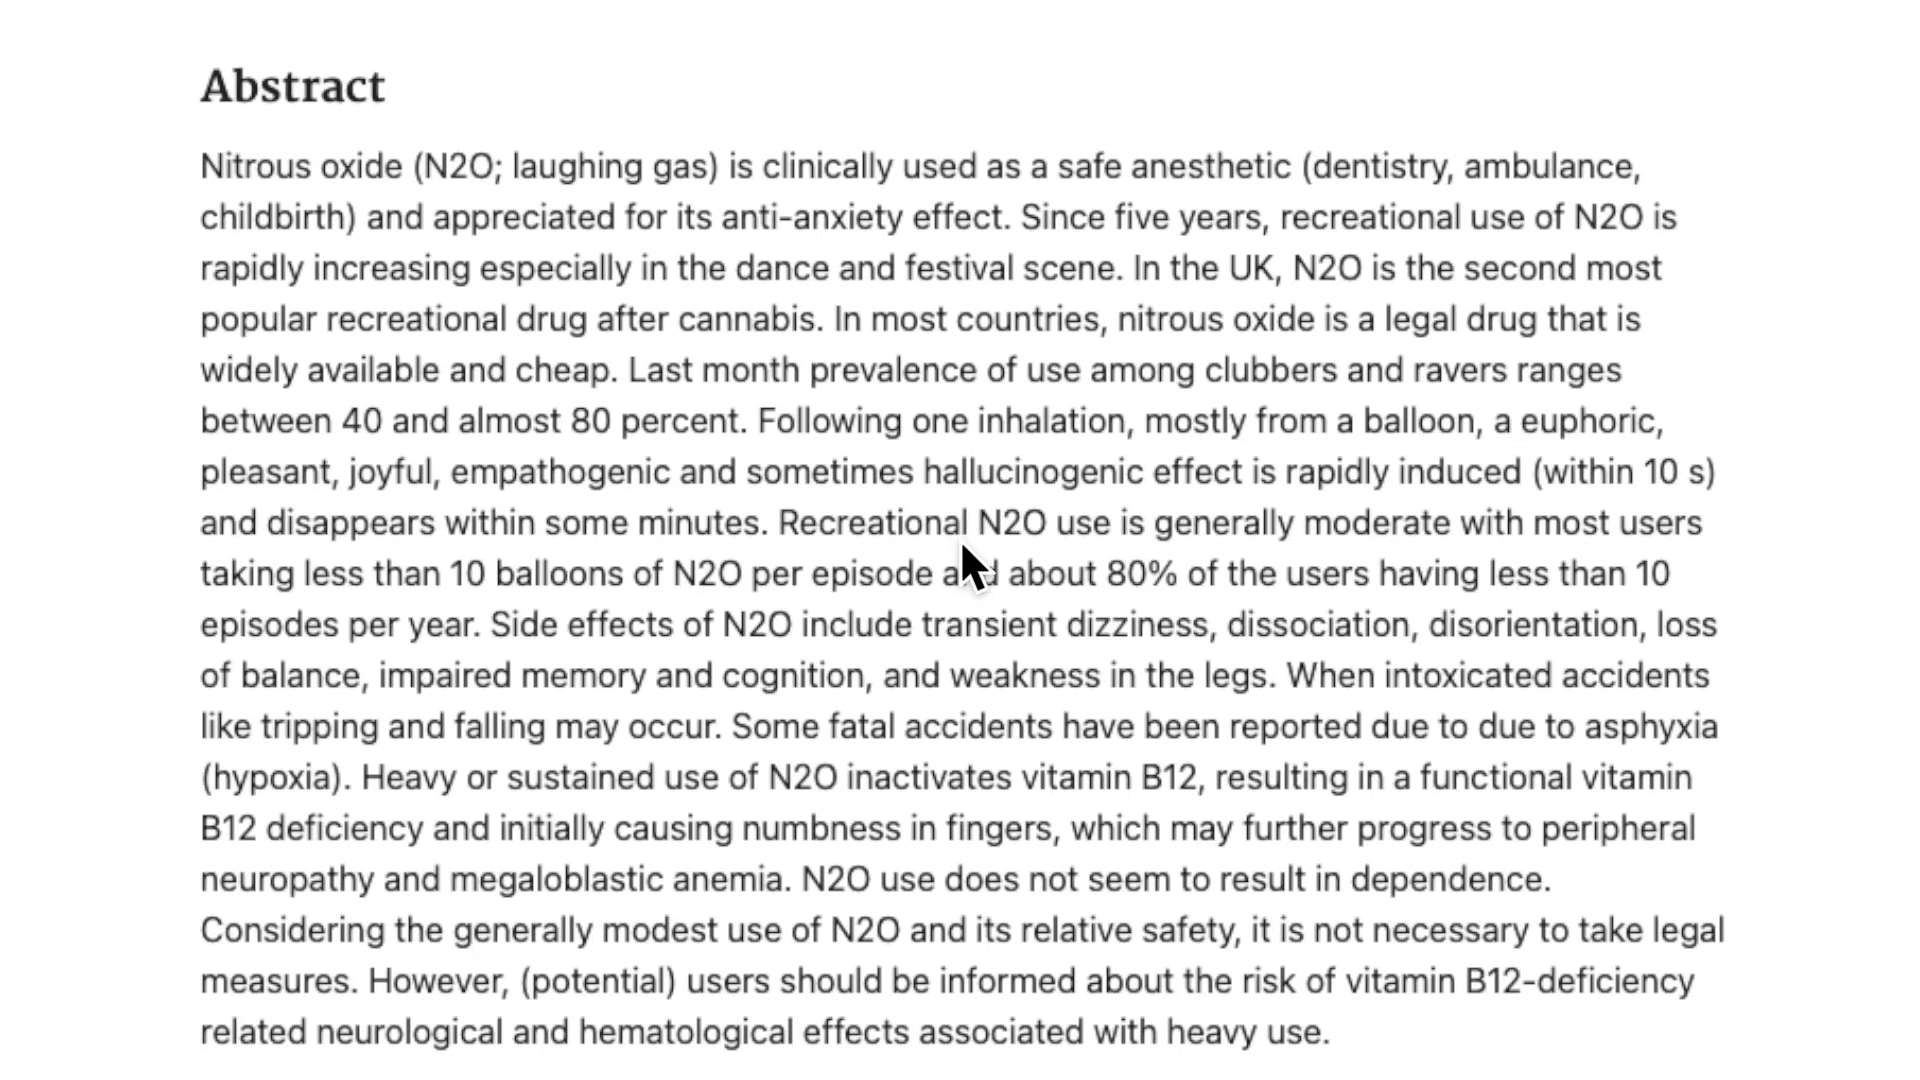 Abstract
Nitrous oxide (N2O; laughing gas) is clinically used as a safe anesthetic (dentistry, ambulance,
childbirth) and appreciated for its anti-anxiety effect. Since five years, recreational use of N2O is
rapidly increasing especially in the dance and festival scene. In the UK, N2O is the second most
popular recreational drug after cannabis. In most countries, nitrous oxide is a legal drug that is
widely available and cheap. Last month prevalence of use among clubbers and ravers ranges
between 40 and almost 80 percent. Following one inhalation, mostly from a balloon, a euphoric,
pleasant, joyful, empathogenic and sometimes hallucinogenic effect is rapidly induced (within 10 s)
and disappears within some minutes. Recreational N2O use is generally moderate with most users
taking less than 10 balloons of N2O per episode and about 80% of the users having less than 10
episodes per year. Side effects of N2O include transient dizziness, dissociation, disorientation, loss
of balance, impaired memory and cognition, and weakness in the legs. When intoxicated accidents
like tripping and falling may occur. Some fatal accidents have been reported due to due to asphyxia
(hypoxia). Heavy or sustained use of N2O inactivates vitamin B12, resulting in a functional vitamin
B12 deficiency and initially causing numbness in fingers, which may further progress to peripheral
neuropathy and megaloblastic anemia. N2O use does not seem to result in dependence.
Considering the generally modest use of N2O and its relative safety, it is not necessary to take legal
measures. However, (potential) users should be informed about the risk of vitamin B12-deficiency
related neurological and hematological effects associated with heavy use.